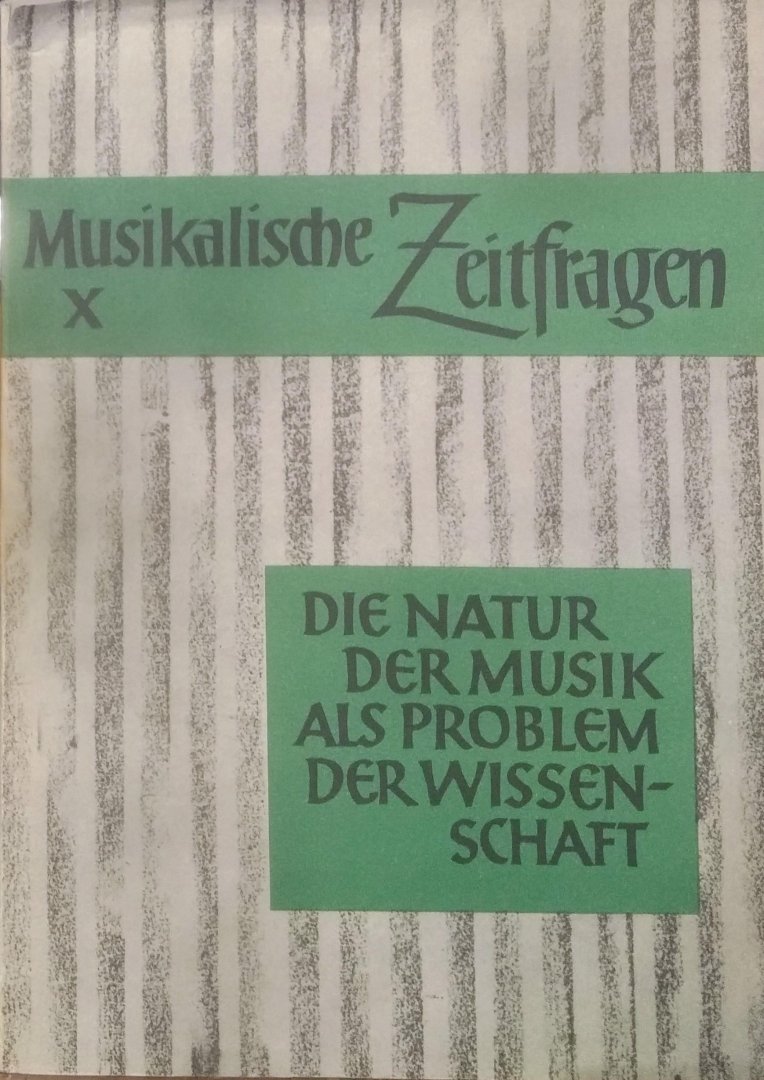 Musikalische Zeitfragen
X
DIE NATUR
DER MUSIK
ALS PROBLEM
DER WISSEN-
SCHAFT